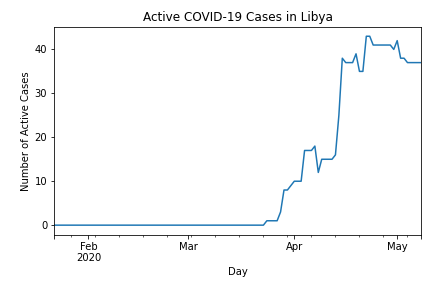 Active COVID-19 Cases in Libya
Number of Active Cases
40
30
20
10
0
Feb
2020
Mar
Apr
May
Day